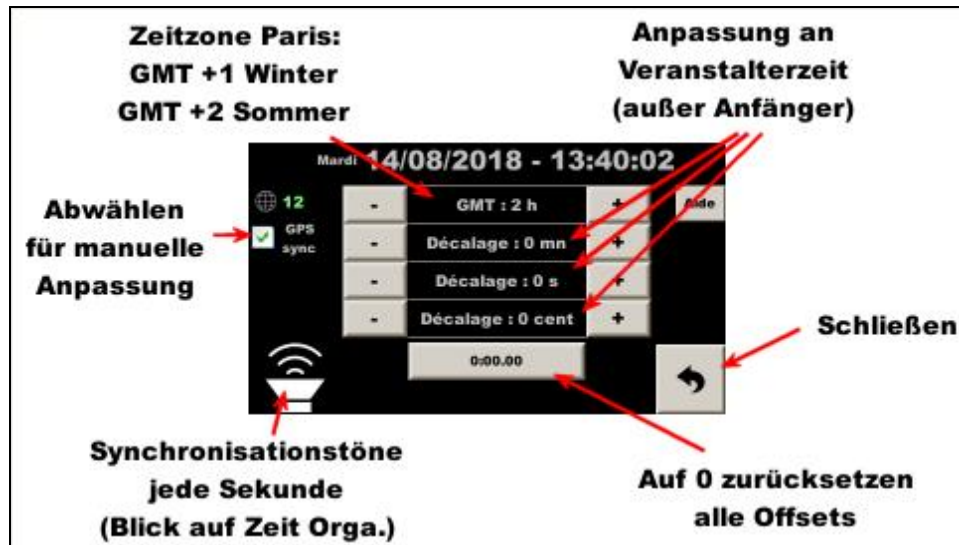 Zeitzone Paris:
GMT +1 Winter
GMT +2 Sommer
Anpassung an
Veranstalterzeit
(außer Anfänger)
Mardi 14/08/2018 - 13:40:02
12
GPS
sync
- GMT : 2 h + Aide
- Décalage : 0 mn +
- Décalage : 0 s +
- Décalage : 0 cent +
0:00.00
Abwählen
für manuelle
Anpassung
Schließen
Synchronisationstöne
jede Sekunde
(Blick auf Zeit Orga.)
Auf 0 zurücksetzen
alle Offsets